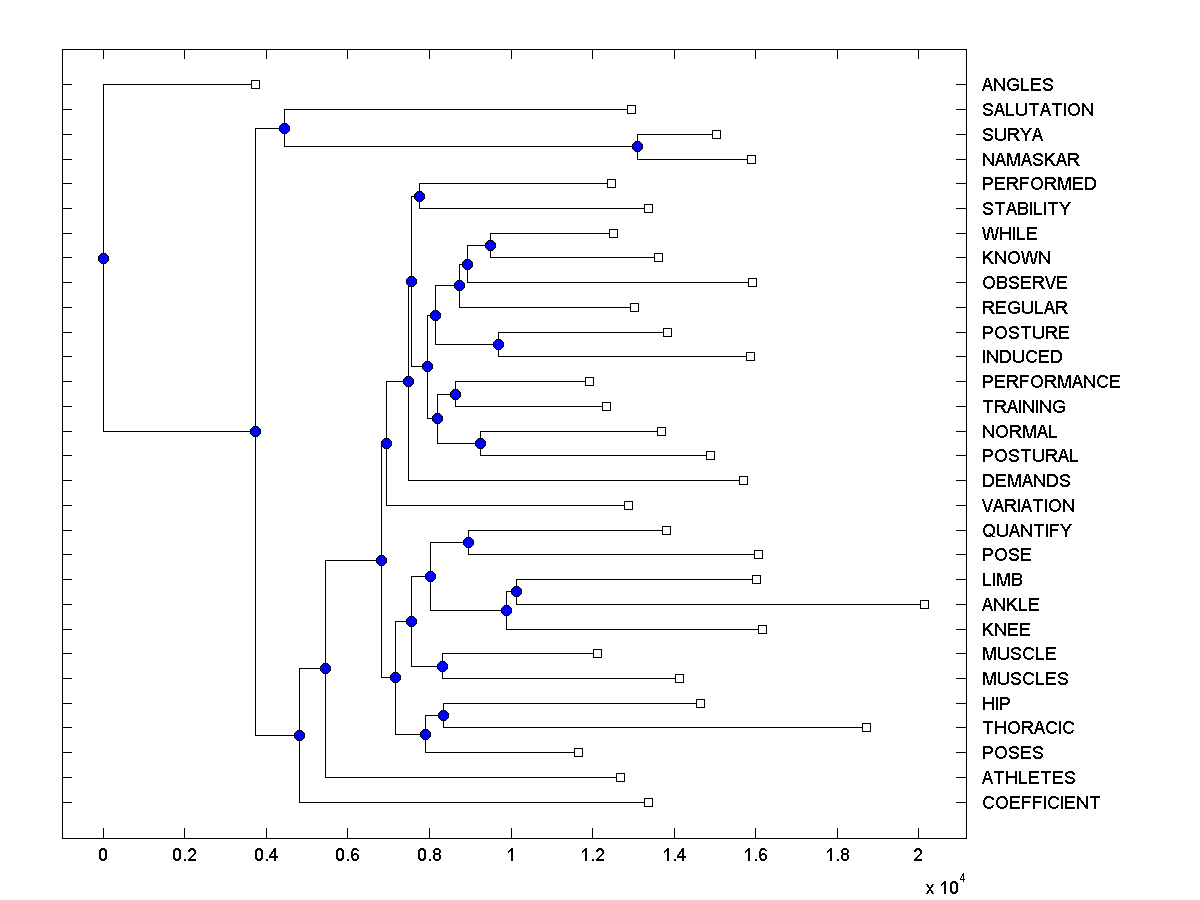 ANGLES
SALUTATION
SURYA
NAMASKAR
PERFORMED
STABILITY
WHILE
KNOWN
OBSERVE
REGULAR
POSTURE
INDUCED
PERFORMANCE
TRAINING
NORMAL
POSTURAL
DEMANDS
VARIATION
QUANTIFY
POSE
LIMB
ANKLE
KNEE
MUSCLE
MUSCLES
HIP
THORACIC
POSES
ATHLETES
COEFFICIENT
0 0.2 0.4 0.6 0.8 1 1.2 1.4 1.6 1.8 2
x 10^4